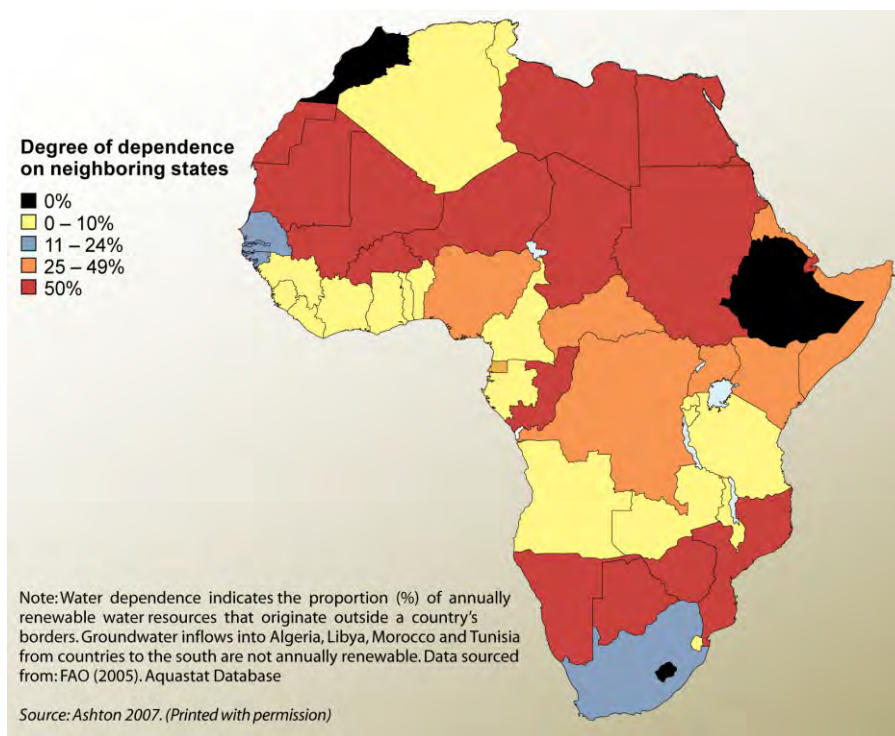 Degree of dependence
on neighboring states
0%
0 – 10%
11 – 24%
25 – 49%
50%
Note: Water dependence indicates the proportion (%) of annually
renewable water resources that originate outside a country's
borders. Groundwater inflows into Algeria, Libya, Morocco and Tunisia
from countries to the south are not annually renewable. Data sourced
from: FAO (2005). Aquastat Database
Source: Ashton 2007. (Printed with permission)